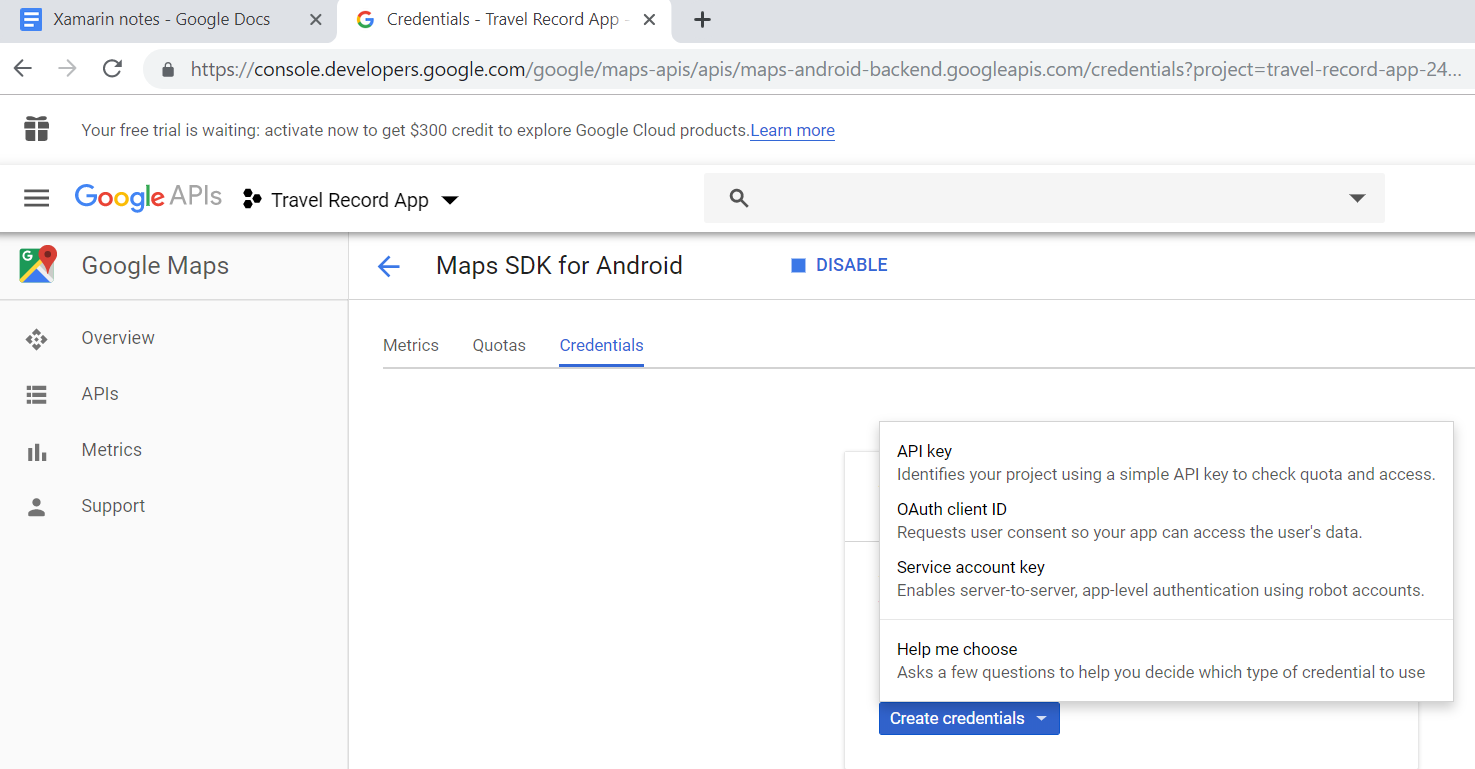 Xamarin notes - Google Docs
Credentials - Travel Record App -
https://console.developers.google.com/google/maps-apis/apis/maps-android-backend.googleapis.com/credentials?project=travel-record-app-24...
Your free trial is waiting: activate now to get $300 credit to explore Google Cloud products. Learn more
Google APIs
Travel Record App
Google Maps
Maps SDK for Android
DISABLE
Overview
APIs
Metrics
Support
Metrics Quotas Credentials
API key
Identifies your project using a simple API key to check quota and access.
OAuth client ID
Requests user consent so your app can access the user's data.
Service account key
Enables server-to-server, app-level authentication using robot accounts.
Help me choose
Asks a few questions to help you decide which type of credential to use
Create credentials